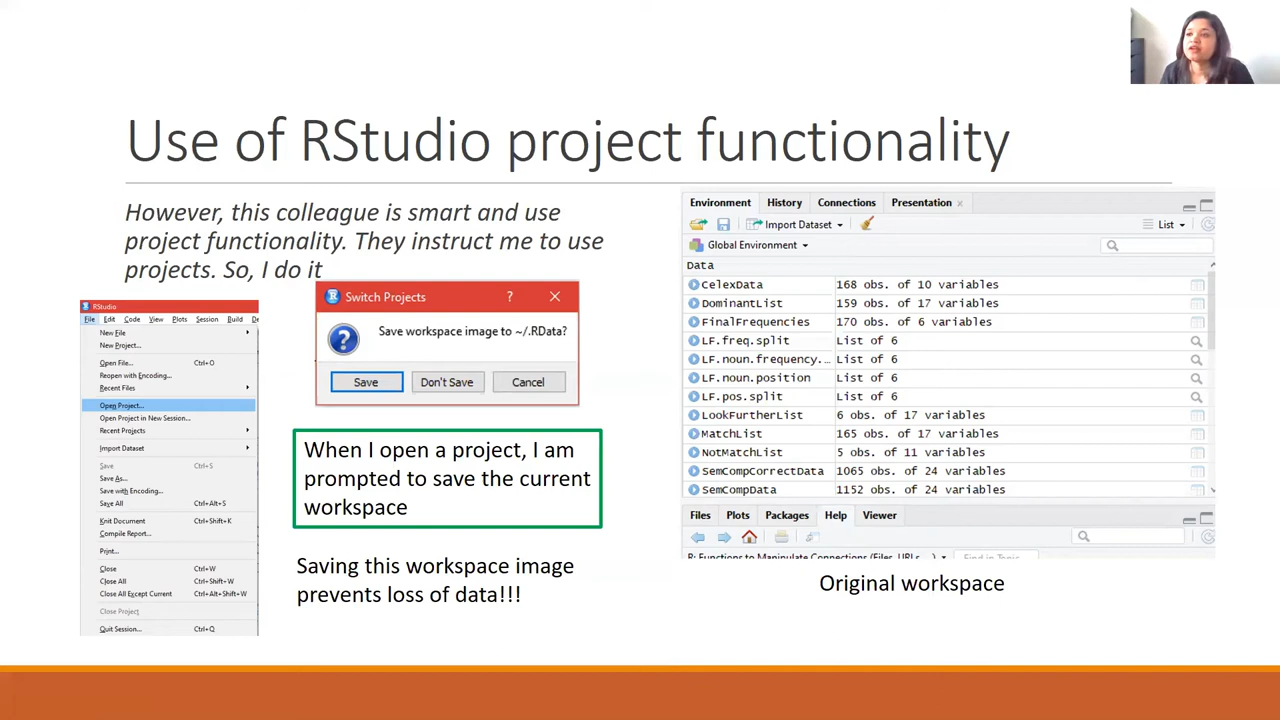 Use of RStudio project functionality
However, this colleague is smart and use
project functionality. They instruct me to use
projects. So, I do it
RStudio
File Edit Code View Plots Session Build
New File
New Project...
Open File... Ctrl+O
Reopen with Encoding...
Recent Files
Open Project...
Open Project in New Session...
Recent Projects
Import Dataset
Save Ctrl+S
Save As...
Save with Encoding...
Save All Ctrl+Alt+S
Knit Document Ctrl+Shift+K
Compile Report...
Print...
Close Ctrl+W
Close All Ctrl+Shift+W
Close All Except Current Ctrl+Alt+Shift+W
Close Project
Quit Session... Ctrl+Q
Switch Projects ?
Save workspace image to ~/.RData?
Save Don't Save Cancel
When I open a project, I am
prompted to save the current
workspace
Saving this workspace image
prevents loss of data!!!
Environment History Connections Presentation
Import Dataset List
Global Environment
Data
CelexData 168 obs. of 10 variables
DominantList 159 obs. of 17 variables
FinalFrequencies 170 obs. of 6 variables
LF.freq.split List of 6
LF.noun.frequency... List of 6
LF.noun.position List of 6
LF.pos.split List of 6
LookFurtherList 6 obs. of 17 variables
MatchList 165 obs. of 17 variables
NotMatchList 5 obs. of 11 variables
SemCompCorrectData 1065 obs. of 24 variables
SemCompData 1152 obs. of 24 variables
Files Plots Packages Help Viewer
R: Functions to Manipulate Connections (Files, URLs, ...) Find in Topic
Original workspace